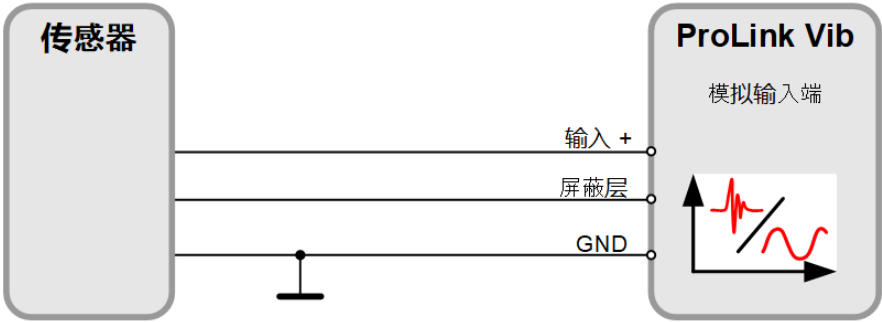 传感器
ProLink Vib
模拟输入端
输入 +
屏蔽层
GND